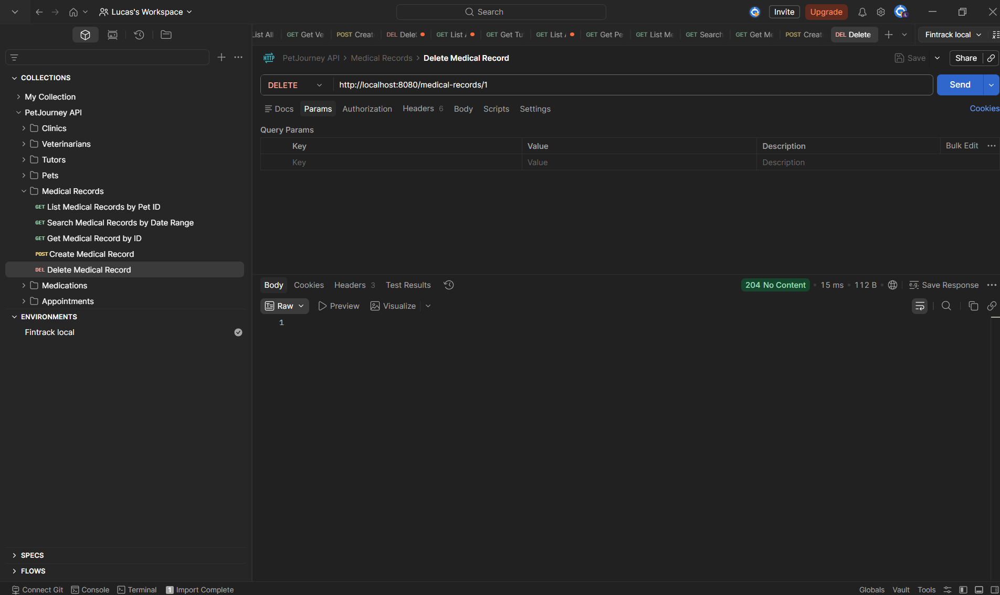 Lucas's Workspace
Search
Invite
Upgrade
L
List All
GET Get Ve
POST Creat
DEL Dele
GET List
GET Get Tu
GET List
GET Get Pe
GET List Me
GET Search
GET Get Me
POST Creat
DEL Delete
Fintrack local
COLLECTIONS
My Collection
PetJourney API
Clinics
Veterinarians
Tutors
Pets
Medical Records
GET List Medical Records by Pet ID
GET Search Medical Records by Date Range
GET Get Medical Record by ID
POST Create Medical Record
DEL Delete Medical Record
Medications
Appointments
ENVIRONMENTS
Fintrack local
SPECS
FLOWS
HTTP PetJourney API > Medical Records > Delete Medical Record
Save
Share
DELETE http://localhost:8080/medical-records/1
Send
Docs Params Authorization Headers 6 Body Scripts Settings
Cookies
Query Params
Key Value Description Bulk Edit
Key Value Description
Body Cookies Headers 3 Test Results
204 No Content • 15 ms • 112 B
e.g. Save Response
Raw Preview Visualize
1
Connect Git Console Terminal 1 Import Complete
Globals Vault Tools